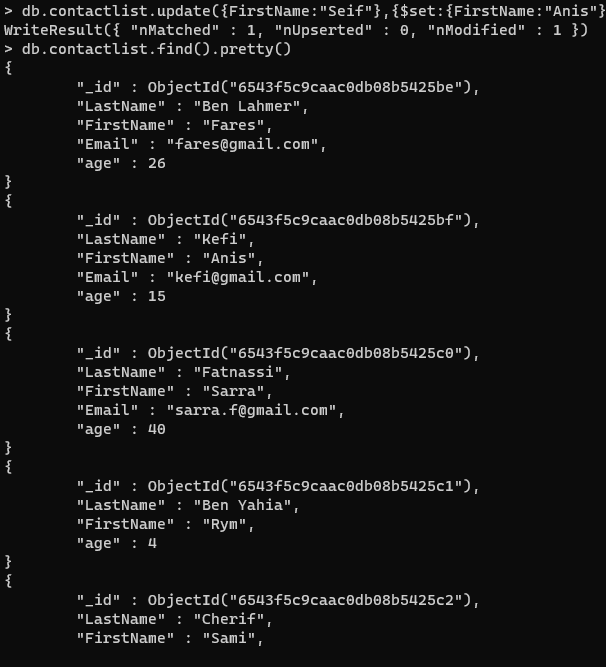 > db.contactlist.update({FirstName:"Seif"},{$set:{FirstName:"Anis"}
WriteResult({ "nMatched" : 1, "nUpserted" : 0, "nModified" : 1 })
> db.contactlist.find().pretty()
{
        "_id" : ObjectId("6543f5c9caac0db08b5425be"),
        "LastName" : "Ben Lahmer",
        "FirstName" : "Fares",
        "Email" : "fares@gmail.com",
        "age" : 26
}
{
        "_id" : ObjectId("6543f5c9caac0db08b5425bf"),
        "LastName" : "Kefi",
        "FirstName" : "Anis",
        "Email" : "kefi@gmail.com",
        "age" : 15
}
{
        "_id" : ObjectId("6543f5c9caac0db08b5425c0"),
        "LastName" : "Fatnassi",
        "FirstName" : "Sarra",
        "Email" : "sarra.f@gmail.com",
        "age" : 40
}
{
        "_id" : ObjectId("6543f5c9caac0db08b5425c1"),
        "LastName" : "Ben Yahia",
        "FirstName" : "Rym",
        "age" : 4
}
{
        "_id" : ObjectId("6543f5c9caac0db08b5425c2"),
        "LastName" : "Cherif",
        "FirstName" : "Sami",